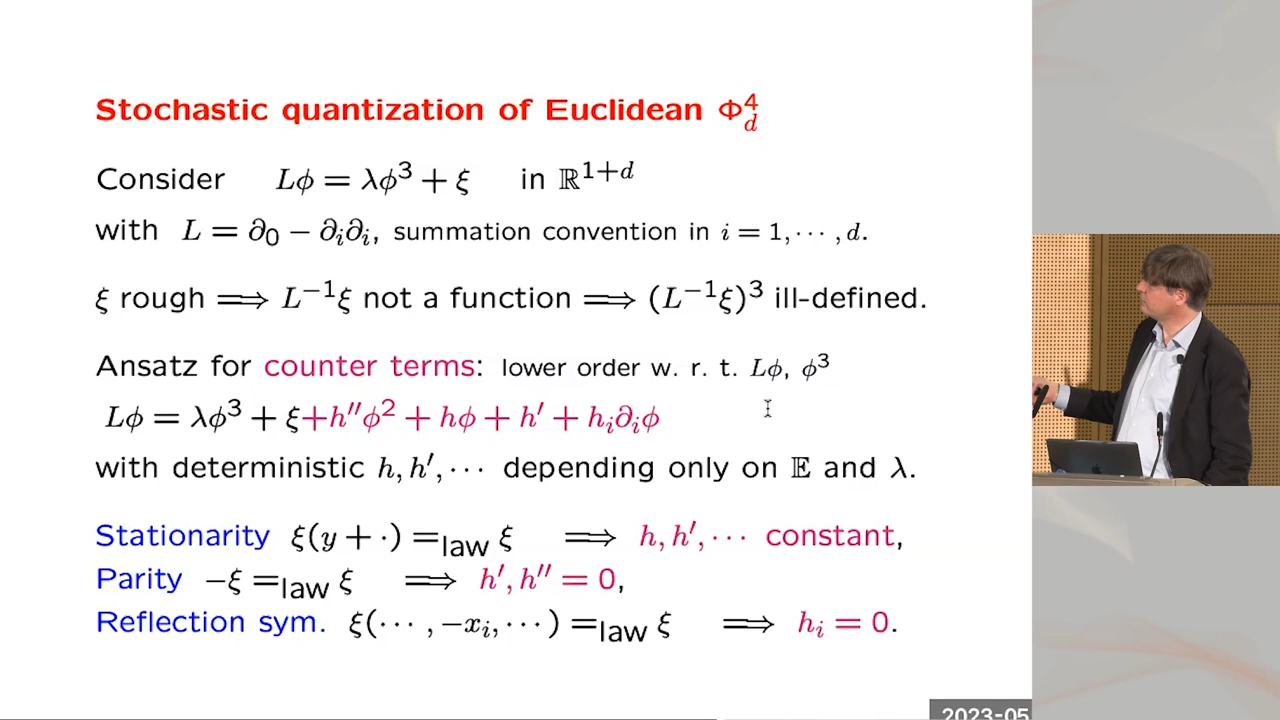 Stochastic quantization of Euclidean Φ⁴_d
Consider Lϕ = λϕ³ + ξ in ℝ^{1+d}
with L = ∂₀ − ∂ᵢ∂ᵢ, summation convention in i = 1, ··· , d.
ξ rough ⟹ L⁻¹ξ not a function ⟹ (L⁻¹ξ)³ ill-defined.
Ansatz for counter terms: lower order w. r. t. Lϕ, ϕ³
Lϕ = λϕ³ + ξ+h″ϕ² + hϕ + h′ + hᵢ∂ᵢϕ
with deterministic h, h′, ··· depending only on 𝔼 and λ.
Stationarity ξ(y + ·) =_law ξ ⟹ h, h′, ··· constant,
Parity −ξ =_law ξ ⟹ h′, h″ = 0,
Reflection sym. ξ(··· , −xᵢ, ···) =_law ξ ⟹ hᵢ = 0.
2023-05